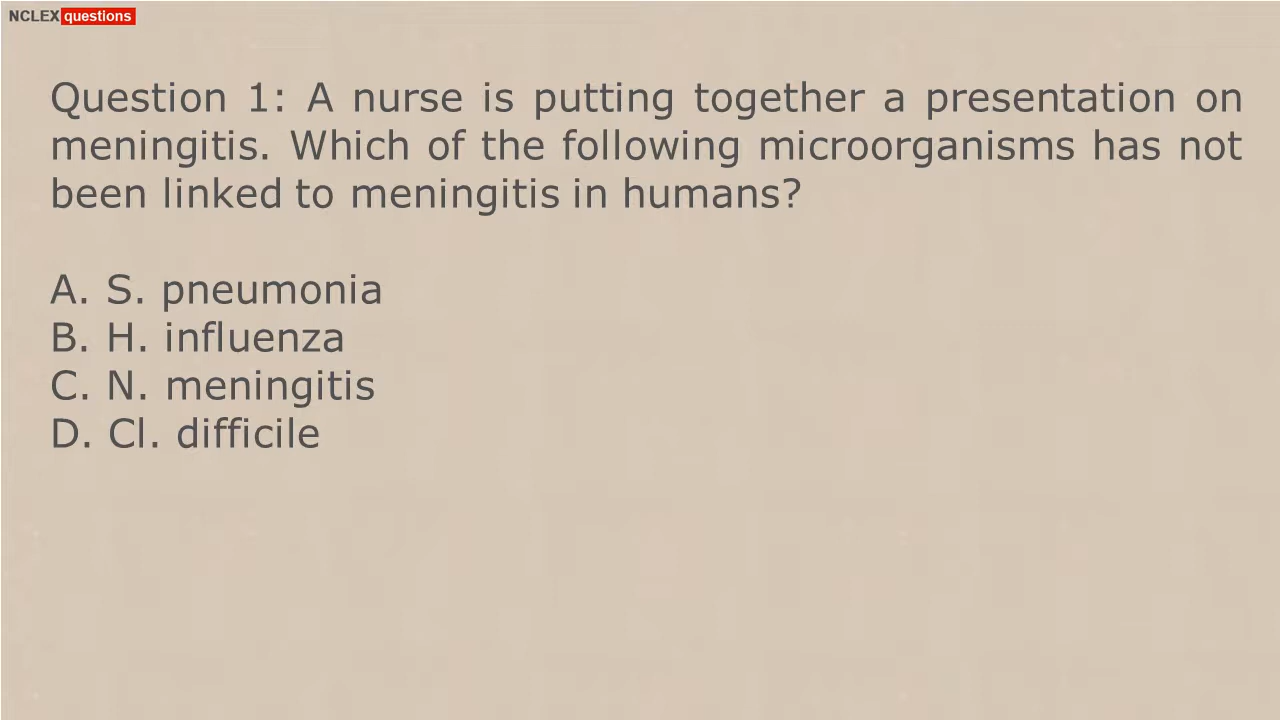 NCLEX questions
Question 1: A nurse is putting together a presentation on
meningitis. Which of the following microorganisms has not
been linked to meningitis in humans?
A. S. pneumonia
B. H. influenza
C. N. meningitis
D. Cl. difficile